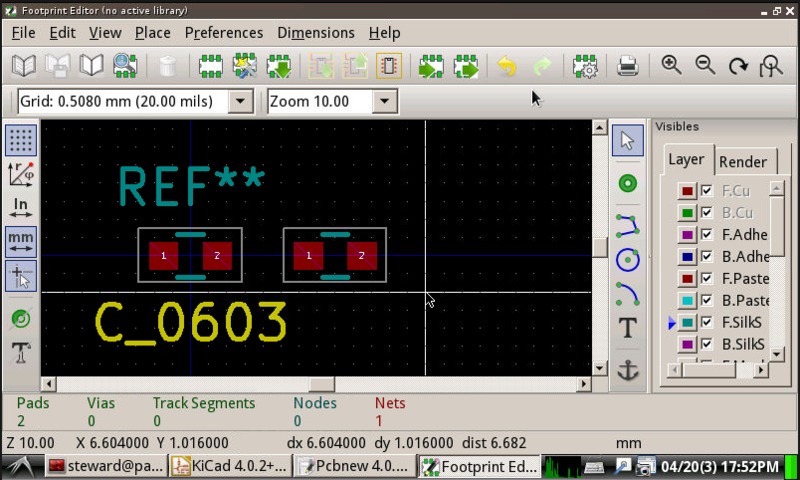 Footprint Editor (no active library)
File Edit View Place Preferences Dimensions Help
Grid: 0.5080 mm (20.00 mils) Zoom 10.00
Visibles
Layer Render
In
mm
T
REF**
1 2 1 2
C_0603
F.Cu
B.Cu
F.Adhe
B.Adhe
F.Paste
B.Paste
F.SilkS
B.SilkS
Pads Vias Track Segments Nodes Nets
2 0 0 0 1
Z 10.00 X 6.604000 Y 1.016000 dx 6.604000 dy 1.016000 dist 6.682 mm
steward@pa... KiCad 4.0.2+... Pcbnew 4.0.... Footprint Ed... 04/20(3) 17:52PM